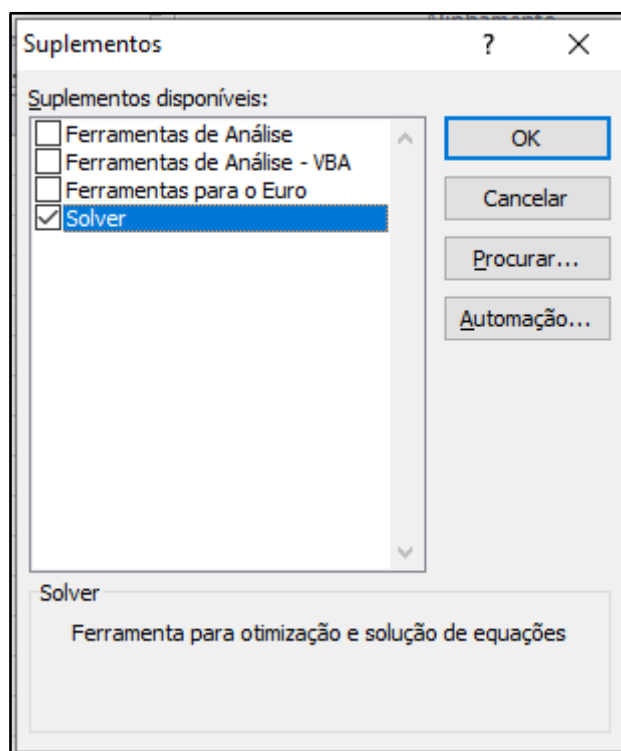 Suplementos
Suplementos disponíveis:
Ferramentas de Análise
Ferramentas de Análise - VBA
Ferramentas para o Euro
Solver
OK
Cancelar
Procurar...
Automação...
Solver
Ferramenta para otimização e solução de equações